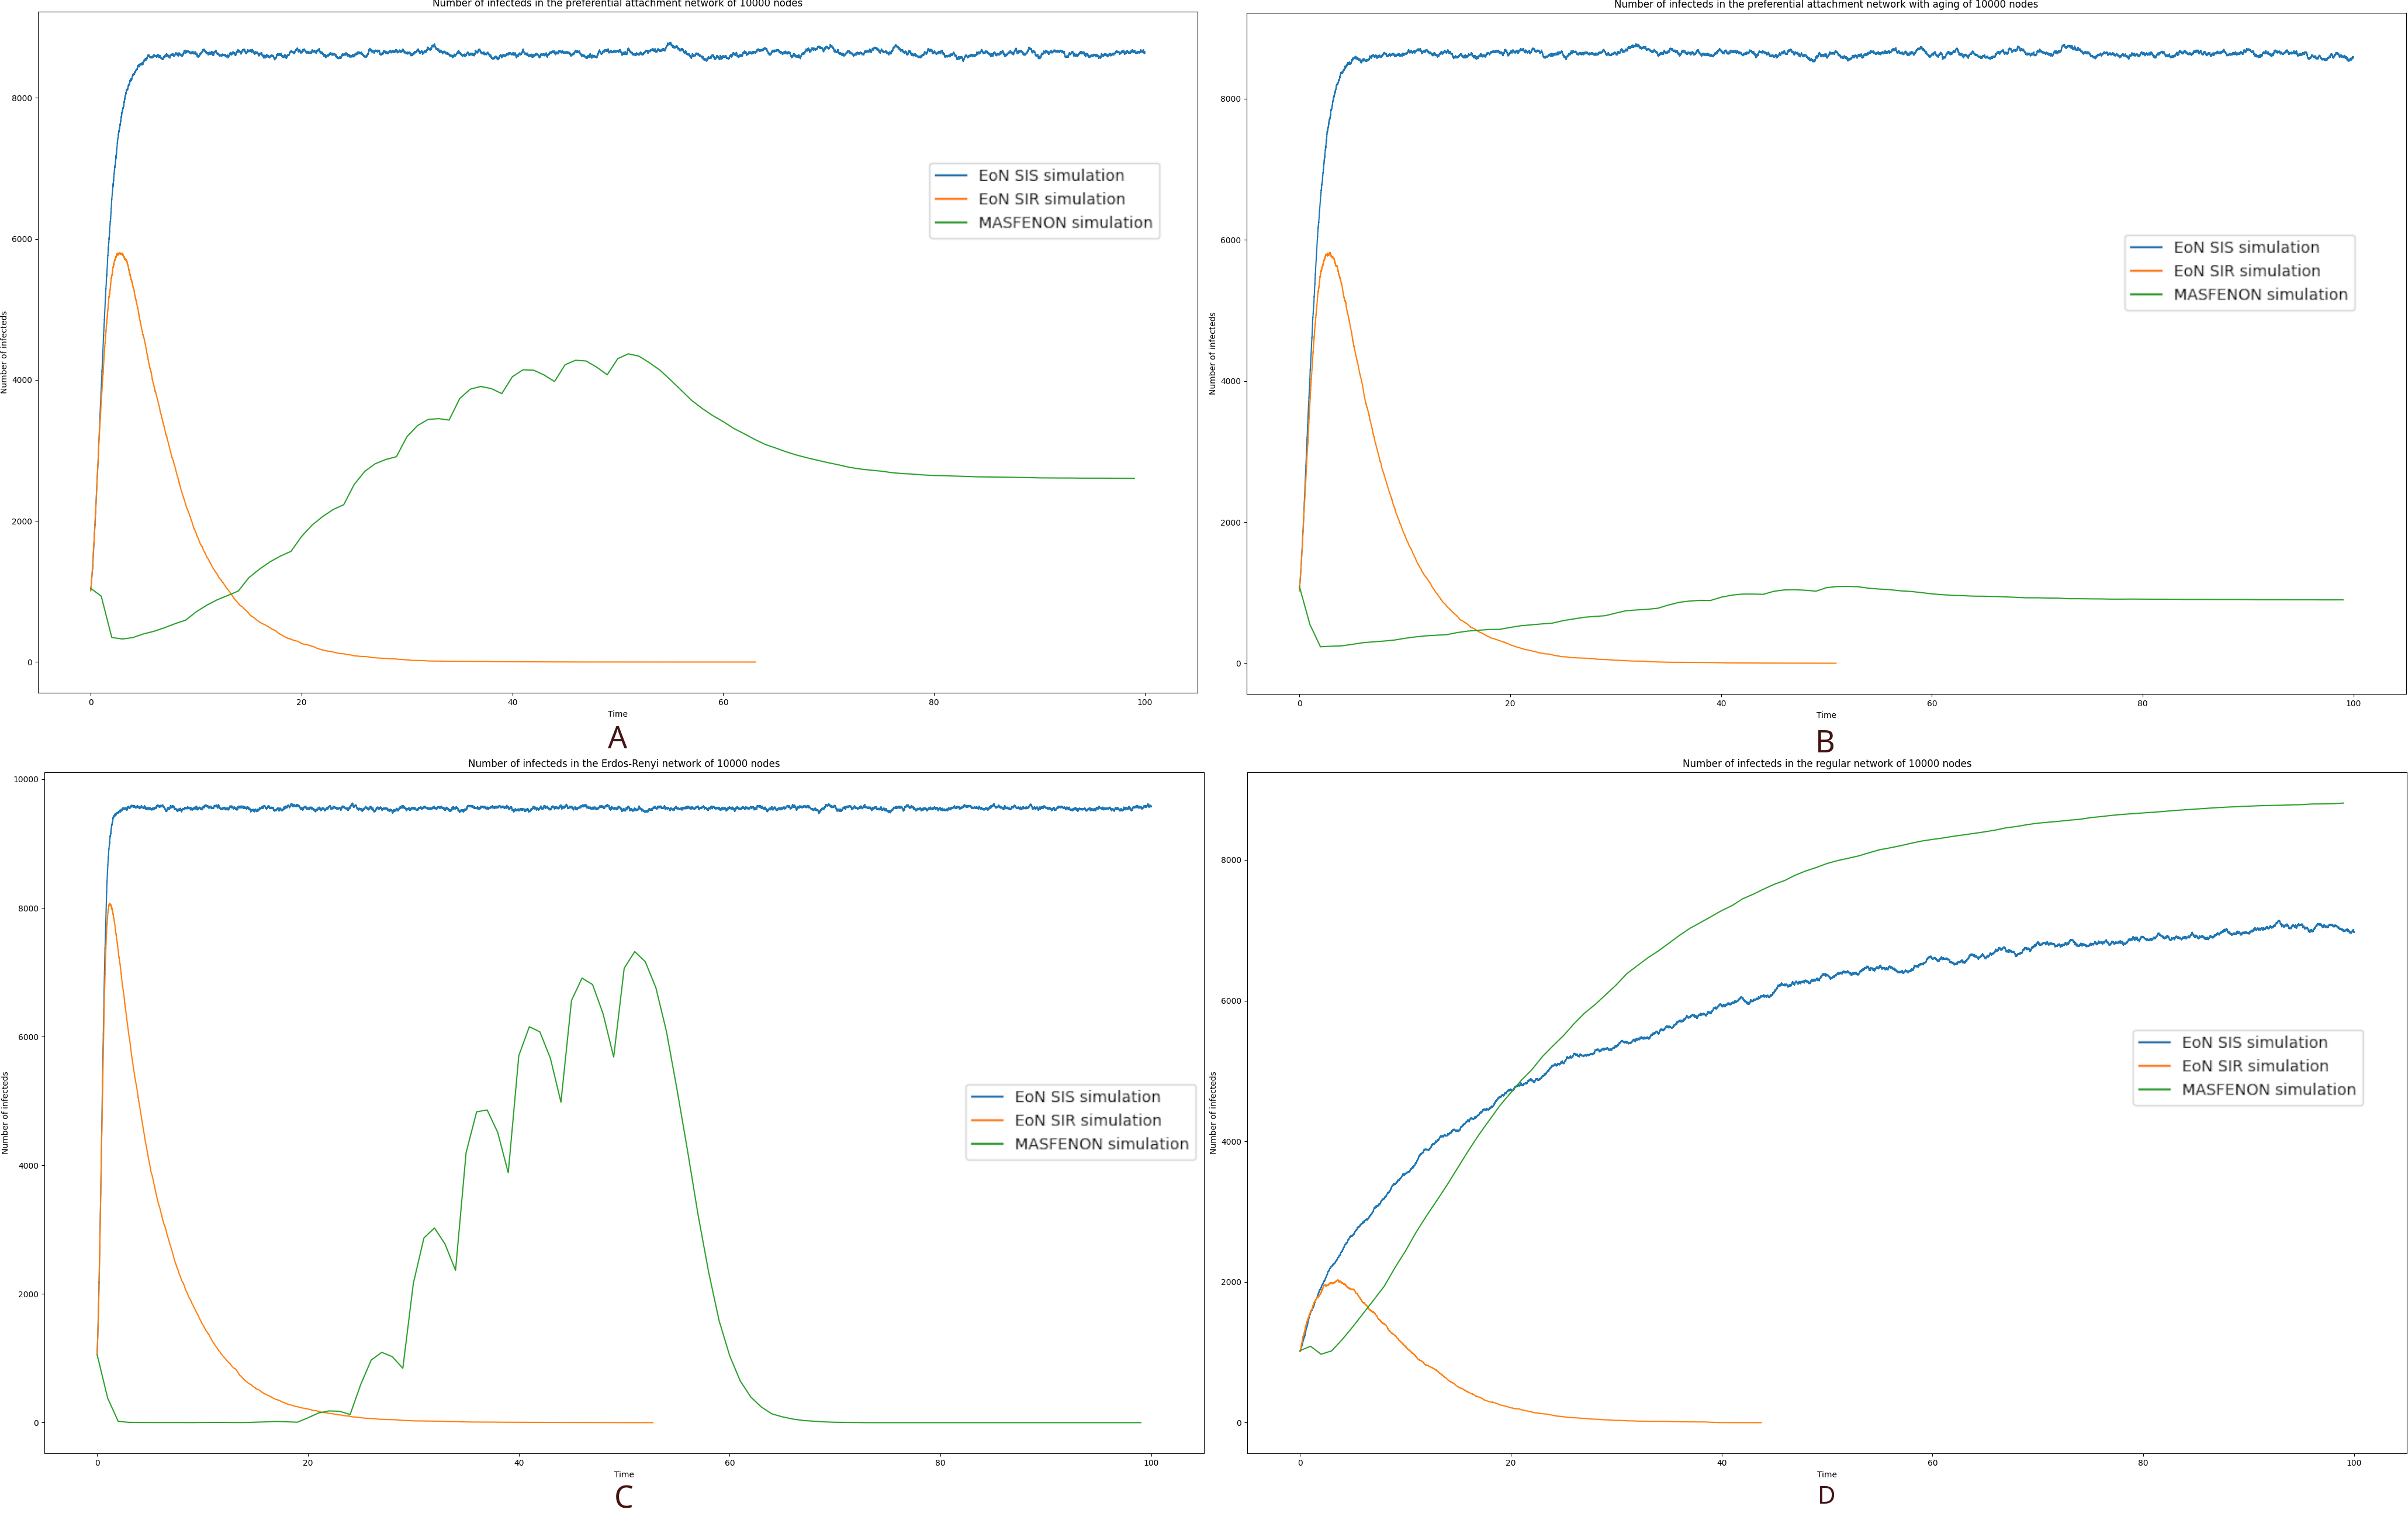 Number of infecteds in the preferential attachment network of 10000 nodes
8000
6000
4000
2000
0
Number of infecteds
EoN SIS simulation
EoN SIR simulation
MASFENON simulation
0 20 40 60 80 100
Time
A
Number of infecteds in the preferential attachment network with aging of 10000 nodes
8000
6000
4000
2000
0
Number of infecteds
EoN SIS simulation
EoN SIR simulation
MASFENON simulation
0 20 40 60 80 100
Time
B
Number of infecteds in the Erdos-Renyi network of 10000 nodes
10000
8000
6000
4000
2000
0
Number of infecteds
EoN SIS simulation
EoN SIR simulation
MASFENON simulation
0 20 40 60 80 100
Time
C
Number of infecteds in the regular network of 10000 nodes
8000
6000
4000
2000
0
Number of infecteds
EoN SIS simulation
EoN SIR simulation
MASFENON simulation
0 20 40 60 80 100
Time
D